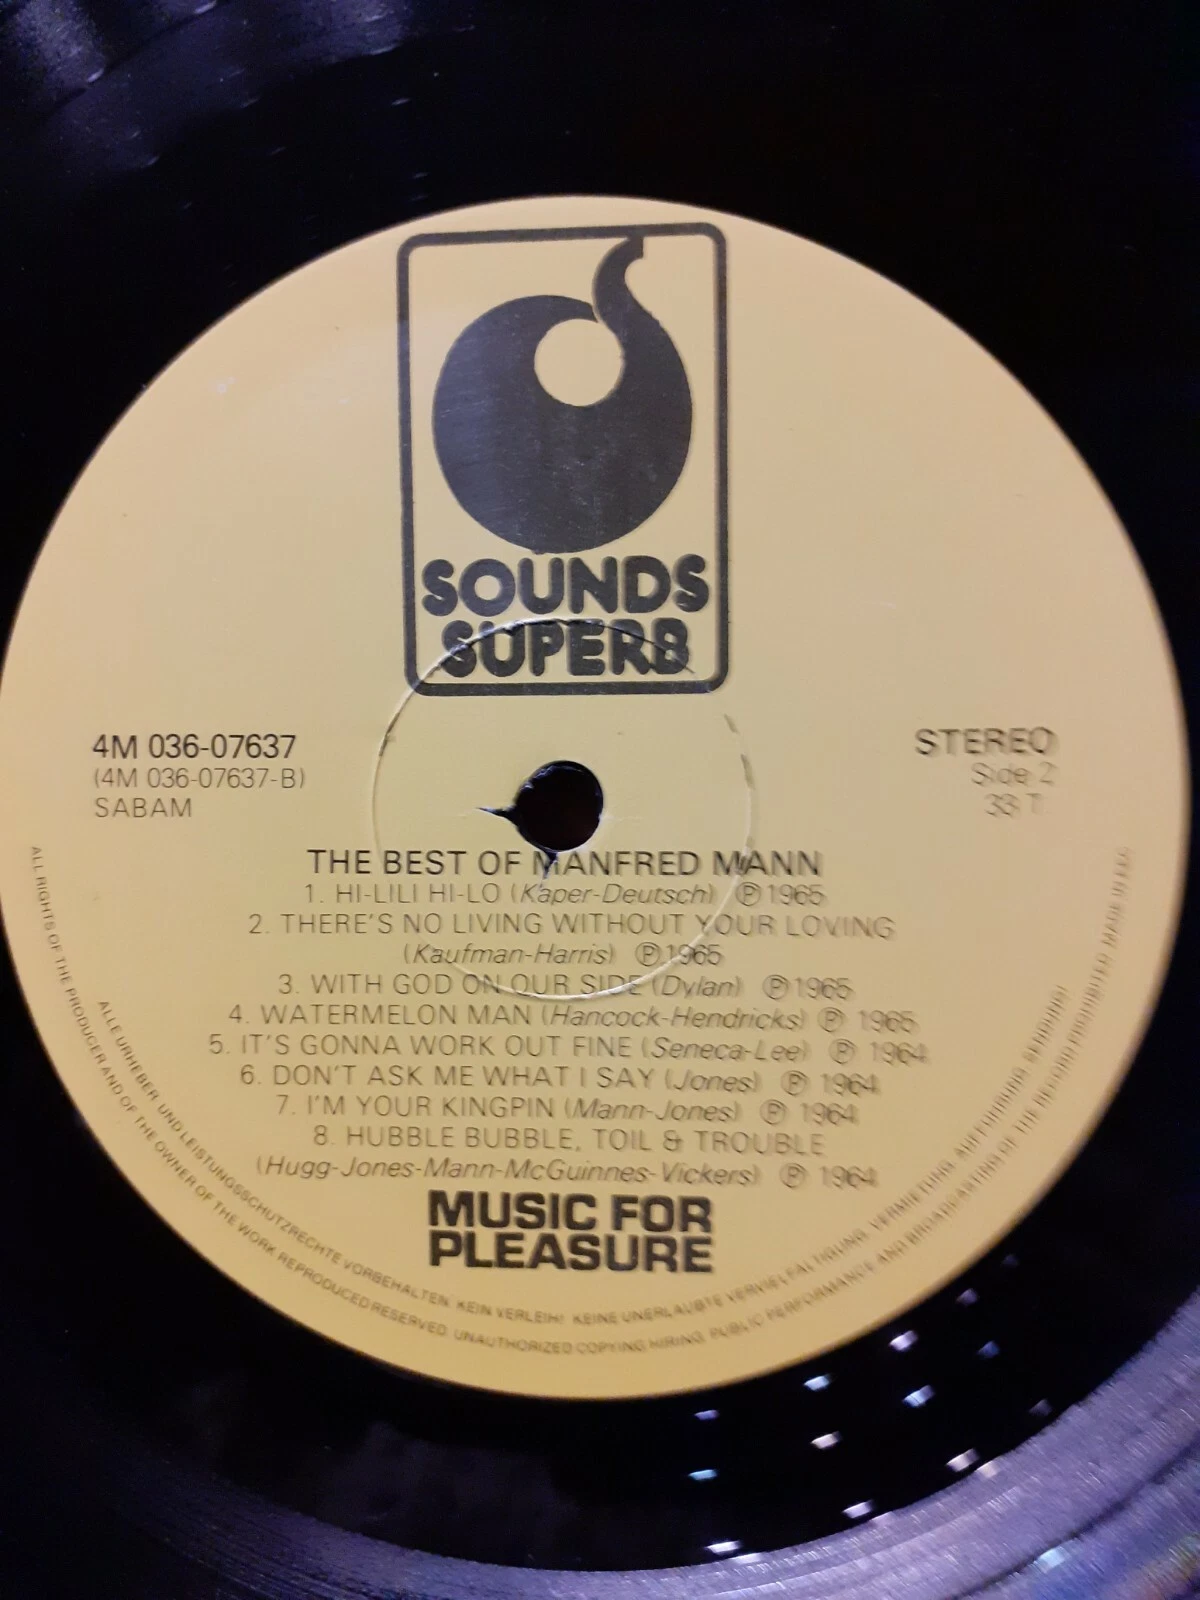 SOUNDS
SUPERB
4M 036-07637
(4M 036-07637-B)
SABAM
STEREO
Side 2
33 T
THE BEST OF MANFRED MANN
1. HI-LILI HI-LO (Kaper-Deutsch) ℗ 1965
2. THERE'S NO LIVING WITHOUT YOUR LOVING
(Kaufman-Harris) ℗ 1965
3. WITH GOD ON OUR SIDE (Dylan) ℗ 1965
4. WATERMELON MAN (Hancock-Hendricks) ℗ 1965
5. IT'S GONNA WORK OUT FINE (Seneca-Lee) ℗ 1964
6. DON'T ASK ME WHAT I SAY (Jones) ℗ 1964
7. I'M YOUR KINGPIN (Mann-Jones) ℗ 1964
8. HUBBLE BUBBLE, TOIL & TROUBLE
(Hugg-Jones-Mann-McGuinnes-Vickers) ℗ 1964
MUSIC FOR
PLEASURE
ALLE URHEBER UND LEISTUNGSSCHUTZRECHTE VORBEHALTEN. KEIN VERLEIH! KEINE UNERLAUBTE VERVIELFÄLTIGUNG, VERMIETUNG, AUFFÜHRUNG, SENDUNG!
ALL RIGHTS OF THE PRODUCER AND OF THE OWNER OF THE WORK REPRODUCED RESERVED. UNAUTHORIZED COPYING HIRING, PUBLIC PERFORMANCE AND BROADCASTING OF THE RECORD PROHIBITED MADE IN EEC